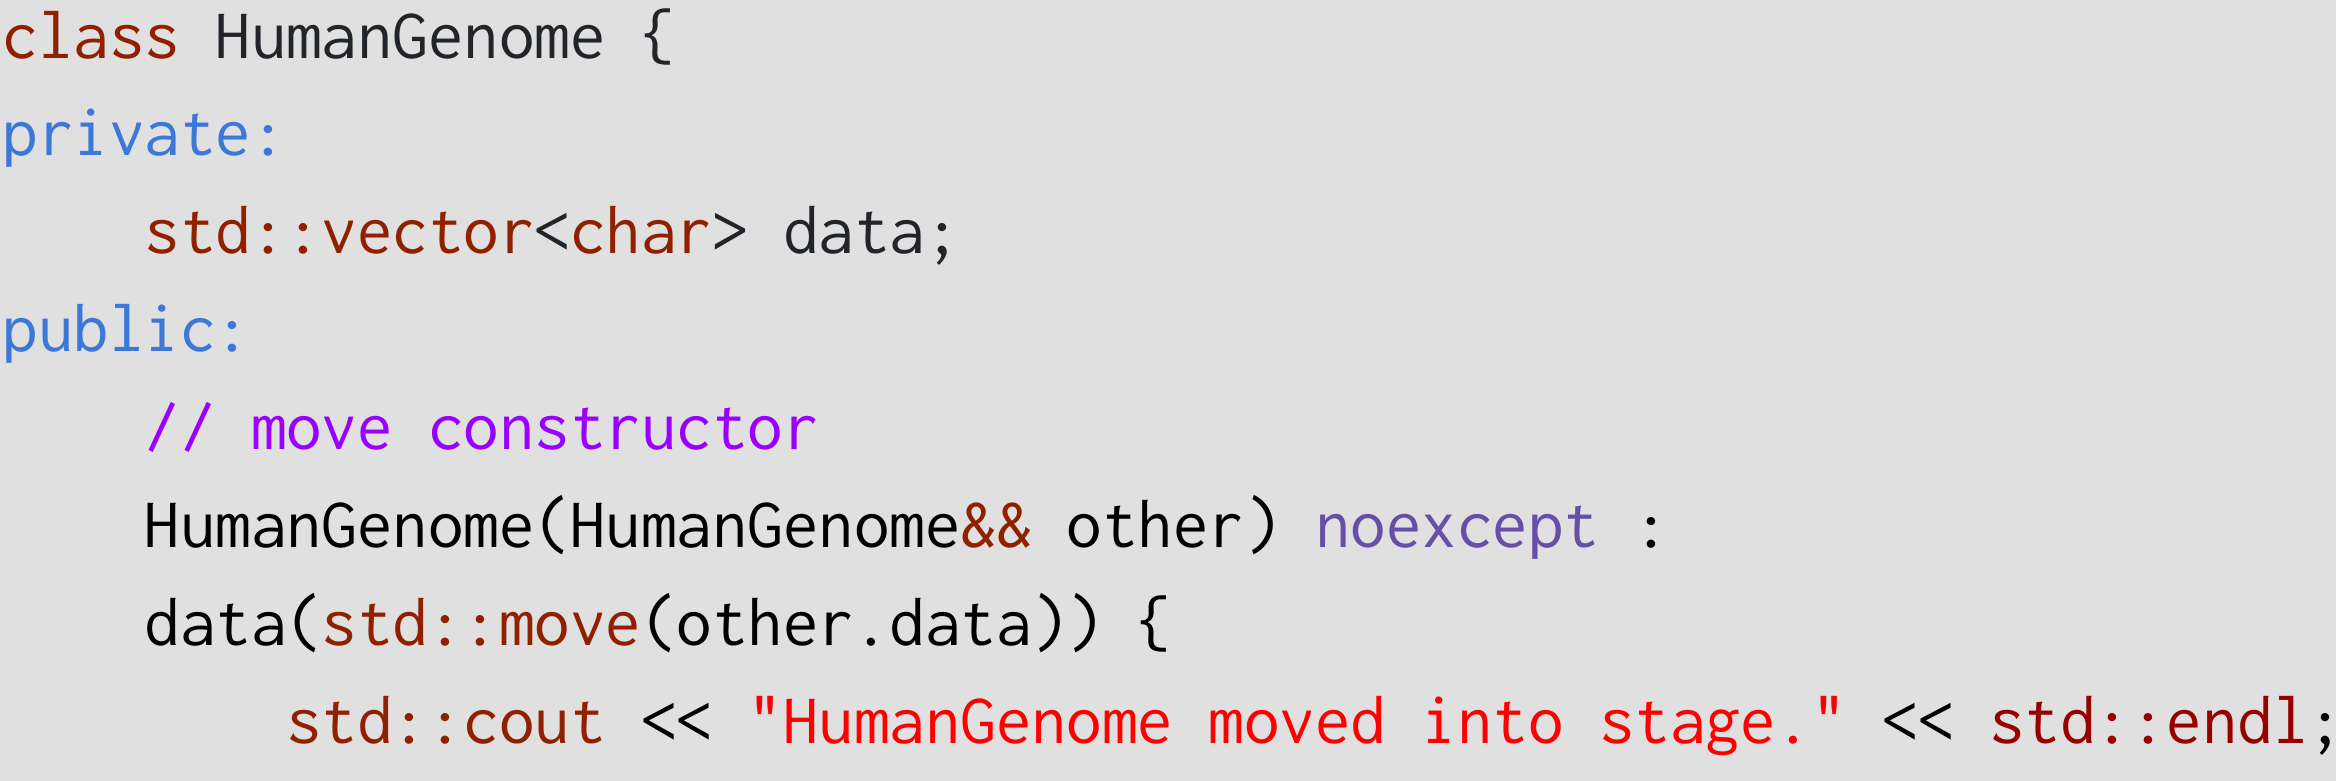 class HumanGenome {
private:
    std::vector<char> data;
public:
    // move constructor
    HumanGenome(HumanGenome&& other) noexcept :
    data(std::move(other.data)) {
        std::cout << "HumanGenome moved into stage." << std::endl;